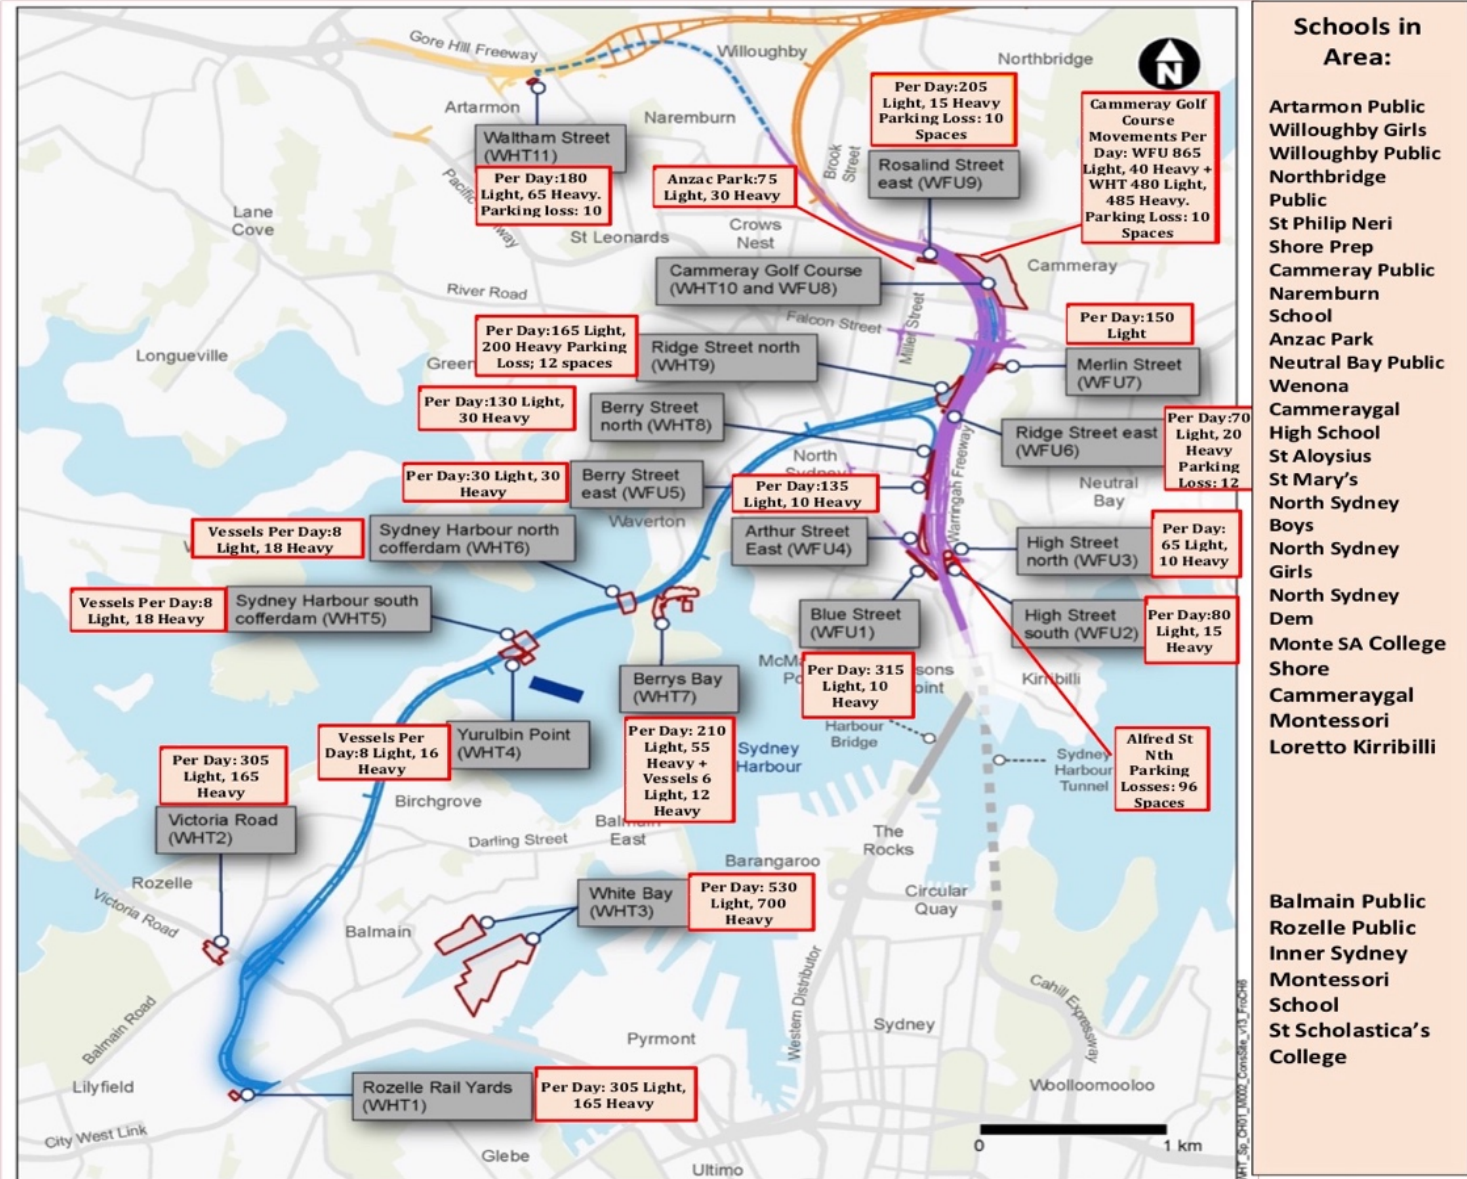 Gore Hill Freeway
Willoughby
Northbridge
N
Artarmon
Naremburn
Brook
Street
Waltham Street
(WHT11)
Per Day:180
Light, 65 Heavy.
Parking loss: 10
Per Day:205
Light, 15 Heavy
Parking Loss: 10
Spaces
Rosalind Street
east (WFU9)
Cammeray Golf
Course
Movements Per
Day: WFU 865
Light, 40 Heavy +
WHT 480 Light,
485 Heavy.
Parking Loss: 10
Spaces
Anzac Park:75
Light, 30 Heavy
Lane
Cove
St Leonards
Crows
Nest
Cammeray
Cammeray Golf Course
(WHT10 and WFU8)
River Road
Falcon Street
Miller Street
Longueville
Green
Per Day:165 Light,
200 Heavy Parking
Loss; 12 spaces
Ridge Street north
(WHT9)
Per Day:150
Light
Merlin Street
(WFU7)
Per Day:130 Light,
30 Heavy
Berry Street
north (WHT8)
Ridge Street east
(WFU6)
Per Day:70
Light, 20
Heavy
Parking
Loss: 12
North
Sydney
Warringah Freeway
Neutral
Bay
Per Day:30 Light, 30
Heavy
Berry Street
east (WFU5)
Per Day:135
Light, 10 Heavy
Arthur Street
East (WFU4)
Waverton
Vessels Per Day:8
Light, 18 Heavy
Sydney Harbour north
cofferdam (WHT6)
High Street
north (WFU3)
Per Day:
65 Light,
10 Heavy
Vessels Per Day:8
Light, 18 Heavy
Sydney Harbour south
cofferdam (WHT5)
Blue Street
(WFU1)
High Street
south (WFU2)
Per Day:80
Light, 15
Heavy
Berrys Bay
(WHT7)
Per Day: 315
Light, 10
Heavy
Kirribilli
Harbour
Bridge
Vessels Per
Day:8 Light, 16
Heavy
Yurulbin Point
(WHT4)
Per Day: 210
Light, 55
Heavy +
Vessels 6
Light, 12
Heavy
Sydney
Harbour
Sydney
Harbour
Tunnel
Alfred St
Nth
Parking
Losses: 96
Spaces
Per Day: 305
Light, 165
Heavy
Victoria Road
(WHT2)
Birchgrove
Darling Street
Balmain
East
The
Rocks
Barangaroo
Circular
Quay
Rozelle
Victoria Road
Balmain
White Bay
(WHT3)
Per Day: 530
Light, 700
Heavy
Western Distributor
Cahill Expressway
Balmain Road
Pyrmont
Sydney
Lilyfield
Woolloomooloo
Rozelle Rail Yards
(WHT1)
Per Day: 305 Light,
165 Heavy
City West Link
Glebe
Ultimo
0
1 km
Schools in
Area:
Artarmon Public
Willoughby Girls
Willoughby Public
Northbridge
Public
St Philip Neri
Shore Prep
Cammeray Public
Naremburn
School
Anzac Park
Neutral Bay Public
Wenona
Cammeraygal
High School
St Aloysius
St Mary’s
North Sydney
Boys
North Sydney
Girls
North Sydney
Dem
Monte SA College
Shore
Cammeraygal
Montessori
Loretto Kirribilli
Balmain Public
Rozelle Public
Inner Sydney
Montessori
School
St Scholastica’s
College